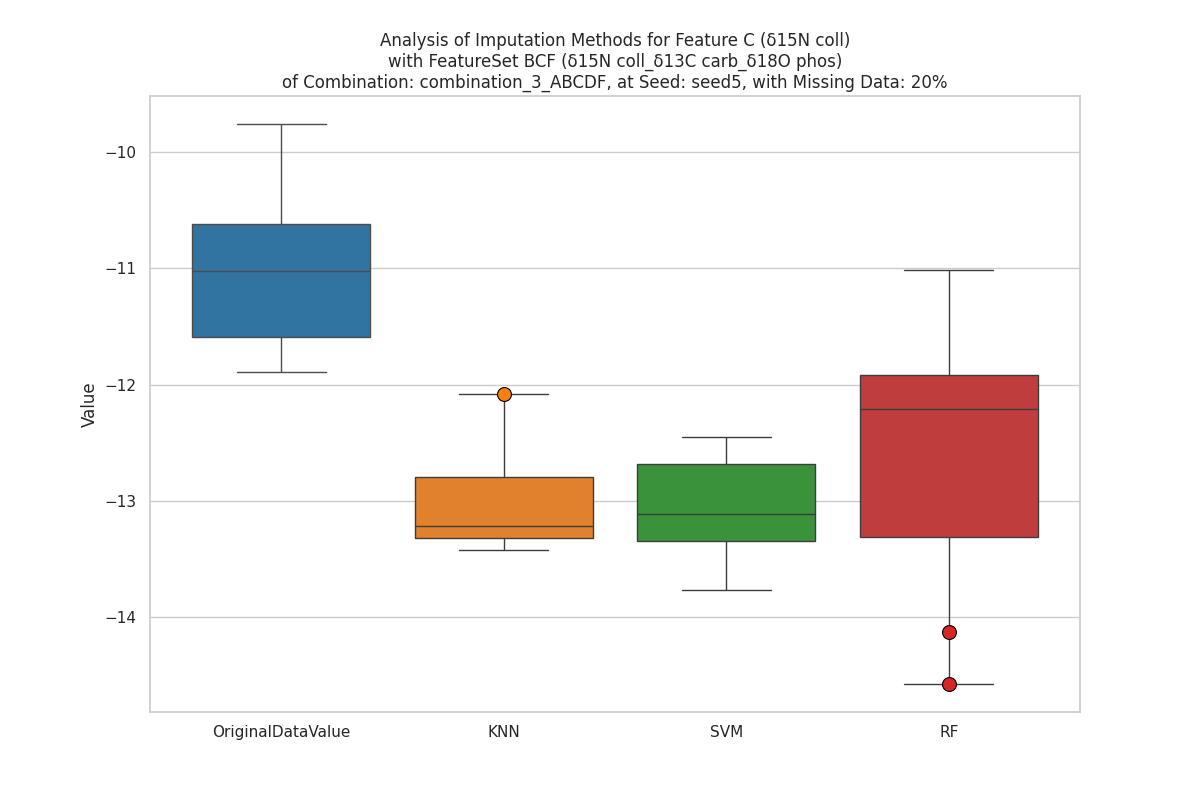 Analysis of Imputation Methods for Feature C (δ15N coll)
with FeatureSet BCF (δ15N coll_δ13C carb_δ18O phos)
of Combination: combination_3_ABCDF, at Seed: seed5, with Missing Data: 20%
Value
−10
−11
−12
−13
−14
OriginalDataValue
KNN
SVM
RF